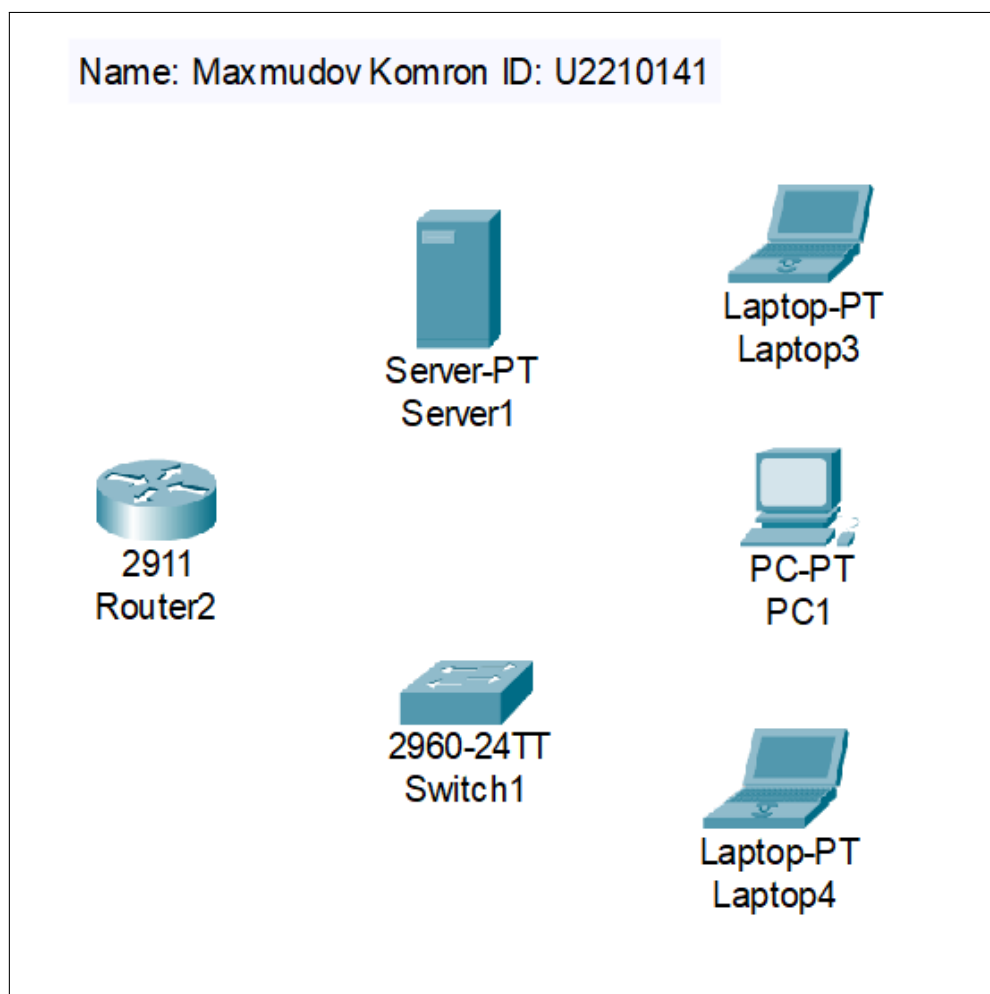 Name: Maxmudov Komron ID: U2210141
Server-PT
Server1
Laptop-PT
Laptop3
2911
Router2
PC-PT
PC1
2960-24TT
Switch1
Laptop-PT
Laptop4